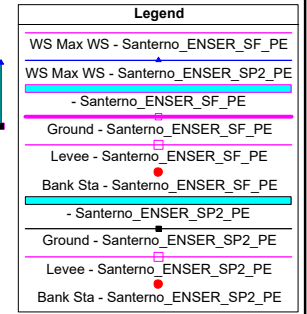 Legend
WS Max WS - Santerno_ENSER_SF_PE
WS Max WS - Santerno_ENSER_SP2_PE
- Santerno_ENSER_SF_PE
Ground - Santerno_ENSER_SF_PE
Levee - Santerno_ENSER_SF_PE
Bank Sta - Santerno_ENSER_SF_PE
- Santerno_ENSER_SP2_PE
Ground - Santerno_ENSER_SP2_PE
Levee - Santerno_ENSER_SP2_PE
Bank Sta - Santerno_ENSER_SP2_PE